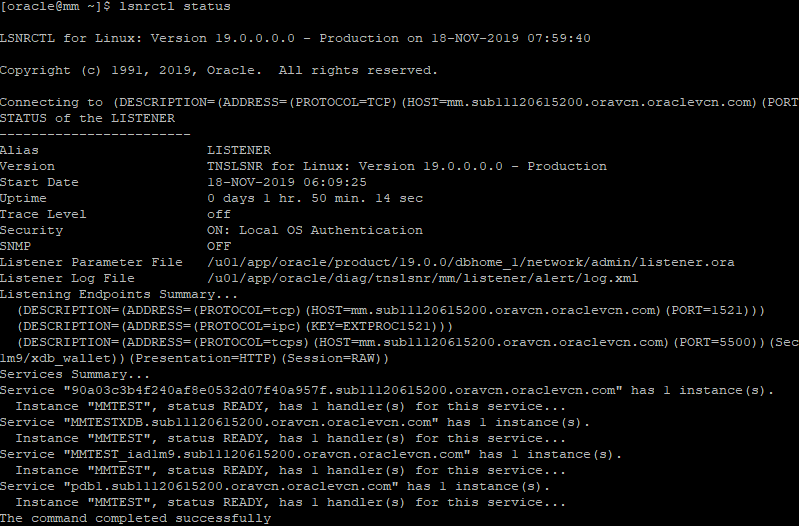 [oracle@mm ~]$ lsnrctl status
LSNRCTL for Linux: Version 19.0.0.0.0 - Production on 18-NOV-2019 07:59:40
Copyright (c) 1991, 2019, Oracle.  All rights reserved.
Connecting to (DESCRIPTION=(ADDRESS=(PROTOCOL=TCP)(HOST=mm.sub11120615200.oravcn.oraclevcn.com)(PORT
STATUS of the LISTENER
------------------------
Alias                     LISTENER
Version                   TNSLSNR for Linux: Version 19.0.0.0.0 - Production
Start Date                18-NOV-2019 06:09:25
Uptime                    0 days 1 hr. 50 min. 14 sec
Trace Level               off
Security                  ON: Local OS Authentication
SNMP                      OFF
Listener Parameter File   /u01/app/oracle/product/19.0.0/dbhome_1/network/admin/listener.ora
Listener Log File         /u01/app/oracle/diag/tnslsnr/mm/listener/alert/log.xml
Listening Endpoints Summary...
  (DESCRIPTION=(ADDRESS=(PROTOCOL=tcp)(HOST=mm.sub11120615200.oravcn.oraclevcn.com)(PORT=1521)))
  (DESCRIPTION=(ADDRESS=(PROTOCOL=ipc)(KEY=EXTPROC1521)))
  (DESCRIPTION=(ADDRESS=(PROTOCOL=tcps)(HOST=mm.sub11120615200.oravcn.oraclevcn.com)(PORT=5500))(Sec
1m9/xdb_wallet))(Presentation=HTTP)(Session=RAW))
Services Summary...
Service "90a03c3b4f240af8e0532d07f40a957f.sub11120615200.oravcn.oraclevcn.com" has 1 instance(s).
  Instance "MMTEST", status READY, has 1 handler(s) for this service...
Service "MMTESTXDB.sub11120615200.oravcn.oraclevcn.com" has 1 instance(s).
  Instance "MMTEST", status READY, has 1 handler(s) for this service...
Service "MMTEST_iad1m9.sub11120615200.oravcn.oraclevcn.com" has 1 instance(s).
  Instance "MMTEST", status READY, has 1 handler(s) for this service...
Service "pdb1.sub11120615200.oravcn.oraclevcn.com" has 1 instance(s).
  Instance "MMTEST", status READY, has 1 handler(s) for this service...
The command completed successfully